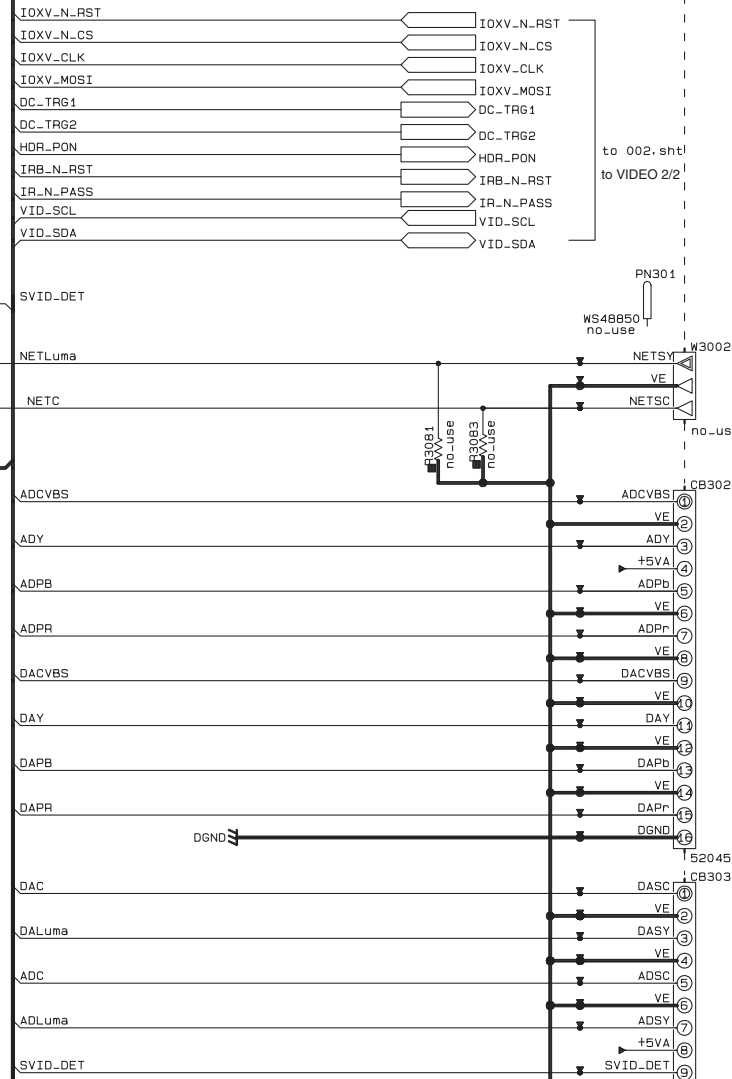 IOXV_N_RST IOXV_N_RST
IOXV_N_CS IOXV_N_CS
IOXV_CLK IOXV_CLK
IOXV_MOSI IOXV_MOSI
DC_TRG1 DC_TRG1
DC_TRG2 DC_TRG2
HDR_PON HDR_PON
to 002.sht
IRB_N_RST IRB_N_RST
to VIDEO 2/2
IR_N_PASS IR_N_PASS
VID_SCL VID_SCL
VID_SDA VID_SDA
PN301
SVID_DET
WS48850
no_use
W3002
NETLuma NETSY
VE
NETC NETSC
no_us
R3081 no_use R3083 no_use
CB302
ADCVBS ADCVBS 1
VE 2
ADY ADY 3
+5VA 4
ADPB ADPb 5
VE 6
ADPR ADPr 7
VE 8
DACVBS DACVBS 9
VE 10
DAY DAY 11
VE 12
DAPB DAPb 13
VE 14
DAPR DAPr 15
DGND DGND 16
52045
CB303
DAC DASC 1
VE 2
DALuma DASY 3
VE 4
ADC ADSC 5
VE 6
ADLuma ADSY 7
+5VA 8
SVID_DET SVID_DET 9